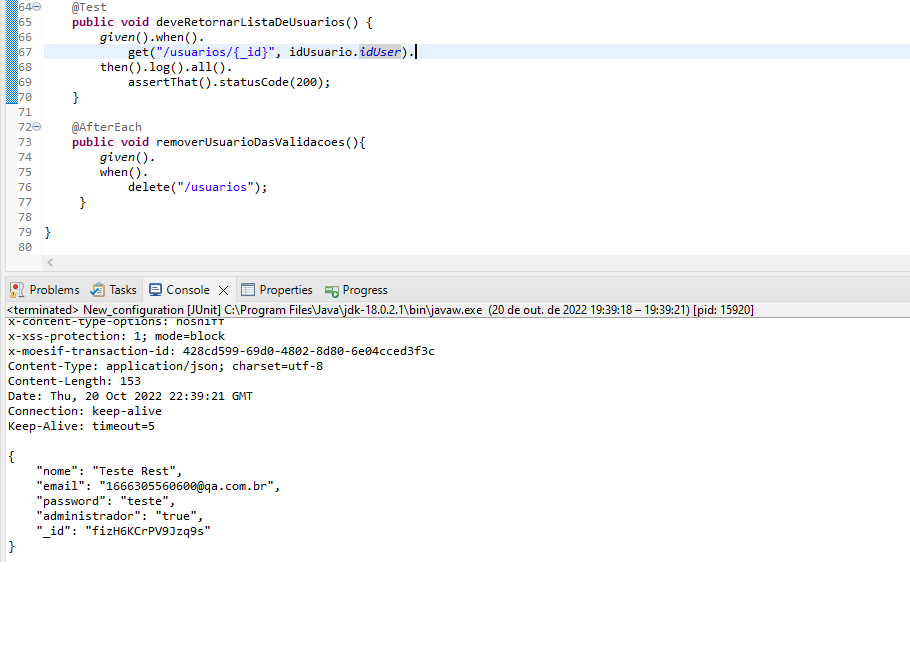 64 @Test
65 public void deveRetornarListaDeUsuarios() {
66 given().when().
67 get("/usuarios/{_id}", idUsuario.idUser).
68 then().log().all().
69 assertThat().statusCode(200);
70 }
71
72 @AfterEach
73 public void removerUsuarioDasValidacoes(){
74 given().
75 when().
76 delete("/usuarios");
77 }
78
79 }
80
Problems Tasks Console Properties Progress
<terminated> New_configuration [JUnit] C:\Program Files\Java\jdk-18.0.2.1\bin\javaw.exe (20 de out. de 2022 19:39:18 – 19:39:21) [pid: 15920]
x-content-type-options: nosniff
x-xss-protection: 1; mode=block
x-moesif-transaction-id: 428cd599-69d0-4802-8d80-6e04cced3f3c
Content-Type: application/json; charset=utf-8
Content-Length: 153
Date: Thu, 20 Oct 2022 22:39:21 GMT
Connection: keep-alive
Keep-Alive: timeout=5
{
"nome": "Teste Rest",
"email": "1666305560600@qa.com.br",
"password": "teste",
"administrador": "true",
"_id": "fizH6KCrPV9Jzq9s"
}